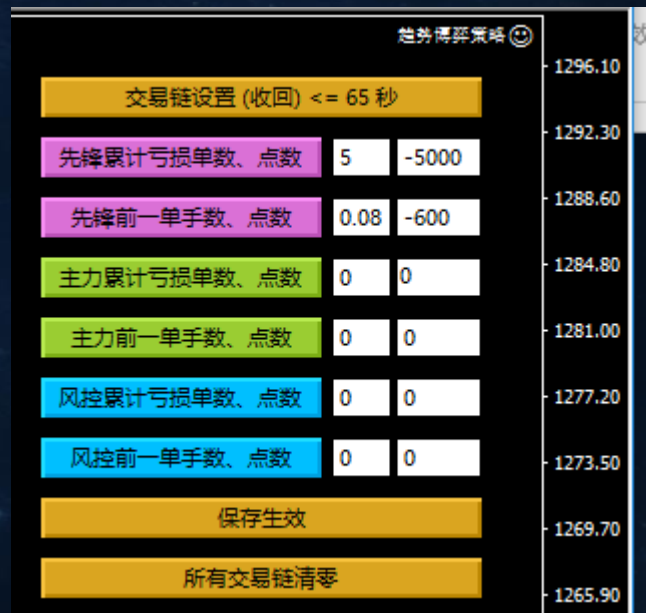 趋势博弈策略
1296.10
交易链设置 (收回) <= 65 秒
1292.30
先锋累计亏损单数、点数 5 -5000
1288.60
先锋前一单手数、点数 0.08 -600
1284.80
主力累计亏损单数、点数 0 0
1281.00
主力前一单手数、点数 0 0
1277.20
风控累计亏损单数、点数 0 0
1273.50
风控前一单手数、点数 0 0
保存生效
1269.70
所有交易链清零
1265.90